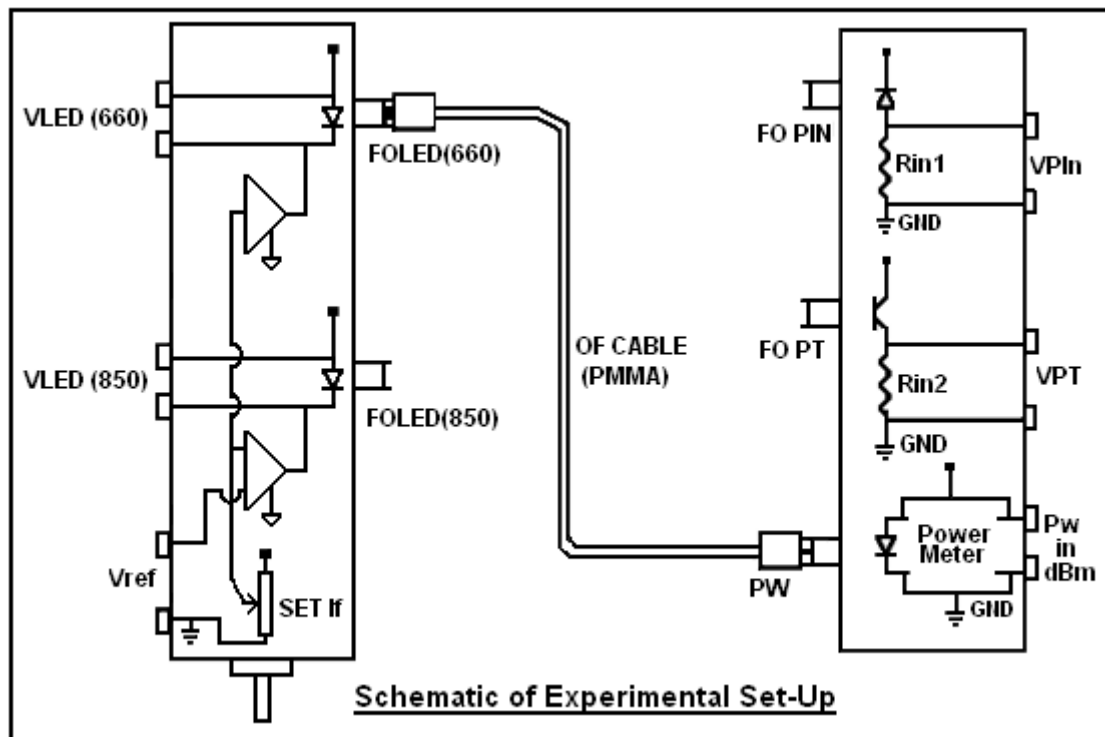 VLED (660)
FOLED(660)
VLED (850)
FOLED(850)
Vref
SET If
OF CABLE
(PMMA)
PW
FO PIN
Rin1
GND
VPIn
FO PT
Rin2
GND
VPT
Power
Meter
GND
Pw
in
dBm
Schematic of Experimental Set-Up